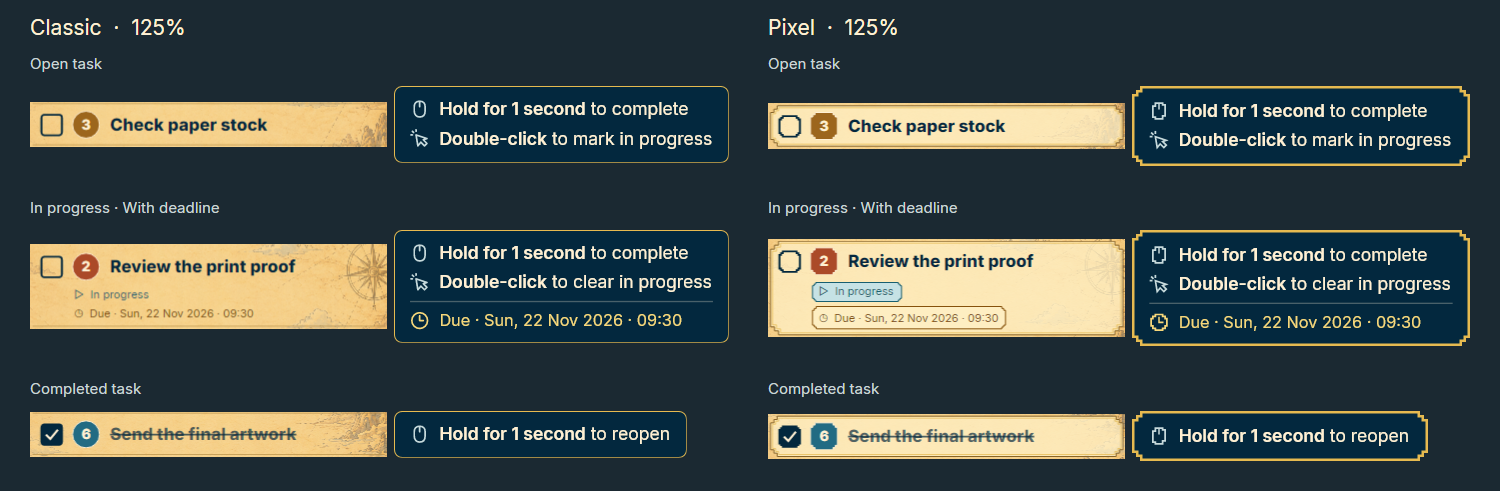 Classic · 125%
Open task
3 Check paper stock
Hold for 1 second to complete
Double-click to mark in progress
In progress · With deadline
2 Review the print proof
In progress
Due · Sun, 22 Nov 2026 · 09:30
Hold for 1 second to complete
Double-click to clear in progress
Due · Sun, 22 Nov 2026 · 09:30
Completed task
6 Send the final artwork
Hold for 1 second to reopen
Pixel · 125%
Open task
3 Check paper stock
Hold for 1 second to complete
Double-click to mark in progress
In progress · With deadline
2 Review the print proof
In progress
Due · Sun, 22 Nov 2026 · 09:30
Hold for 1 second to complete
Double-click to clear in progress
Due · Sun, 22 Nov 2026 · 09:30
Completed task
6 Send the final artwork
Hold for 1 second to reopen